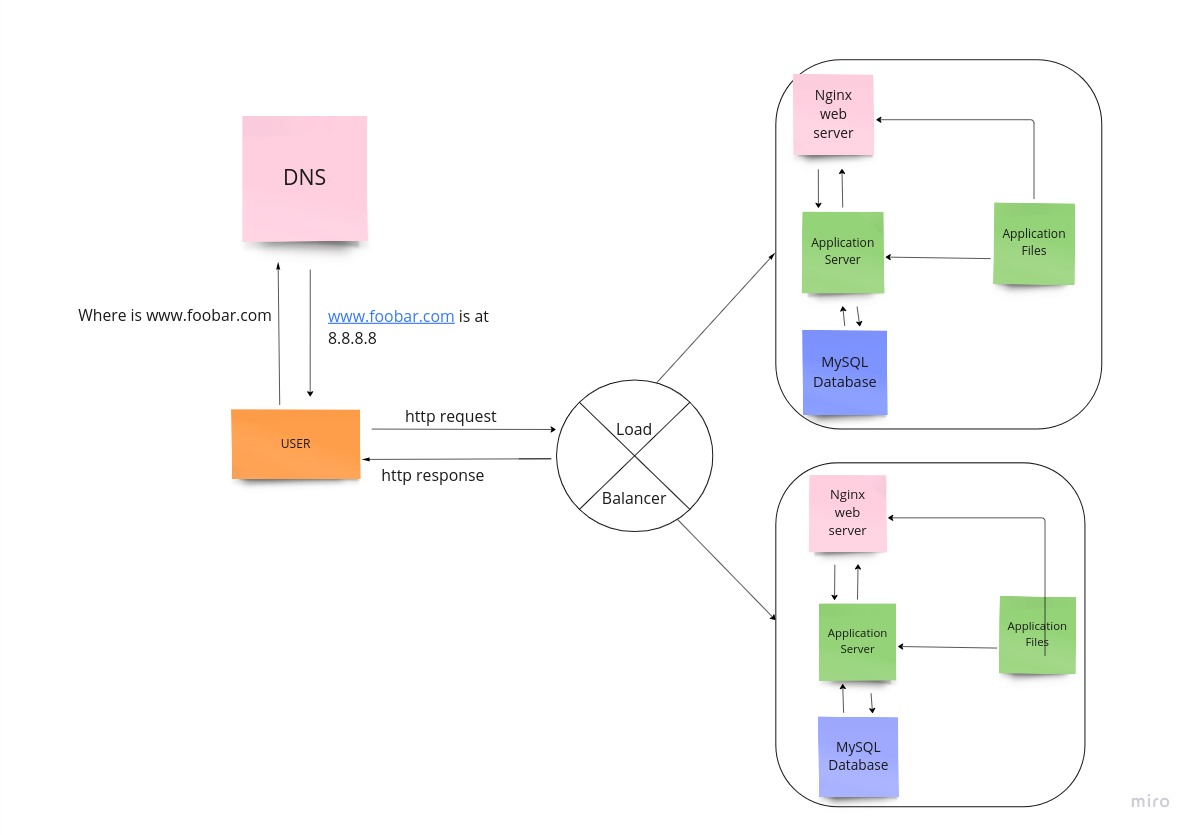 DNS
Where is www.foobar.com
www.foobar.com is at
8.8.8.8
USER
http request
http response
Load
Balancer
Nginx
web
server
Application
Server
Application
Files
MySQL
Database
Nginx
web
server
Application
Server
Application
Files
MySQL
Database
miro